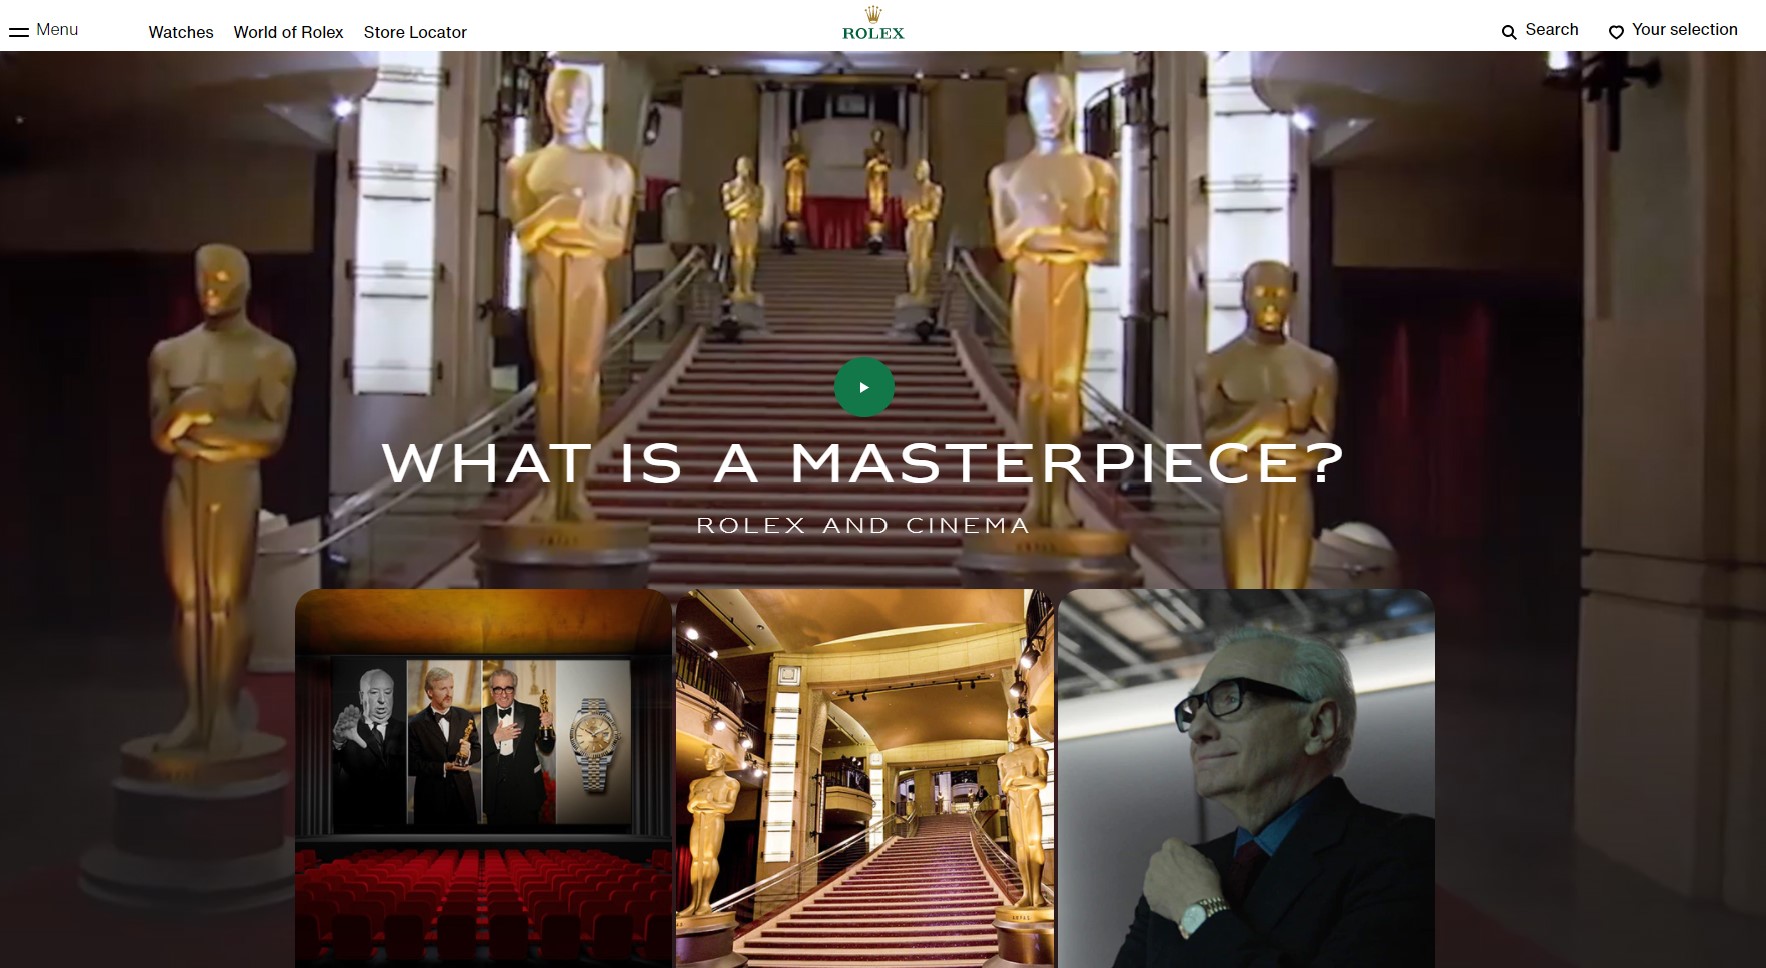 Menu
Watches
World of Rolex
Store Locator
ROLEX
Search
Your selection
WHAT IS A MASTERPIECE?
ROLEX AND CINEMA